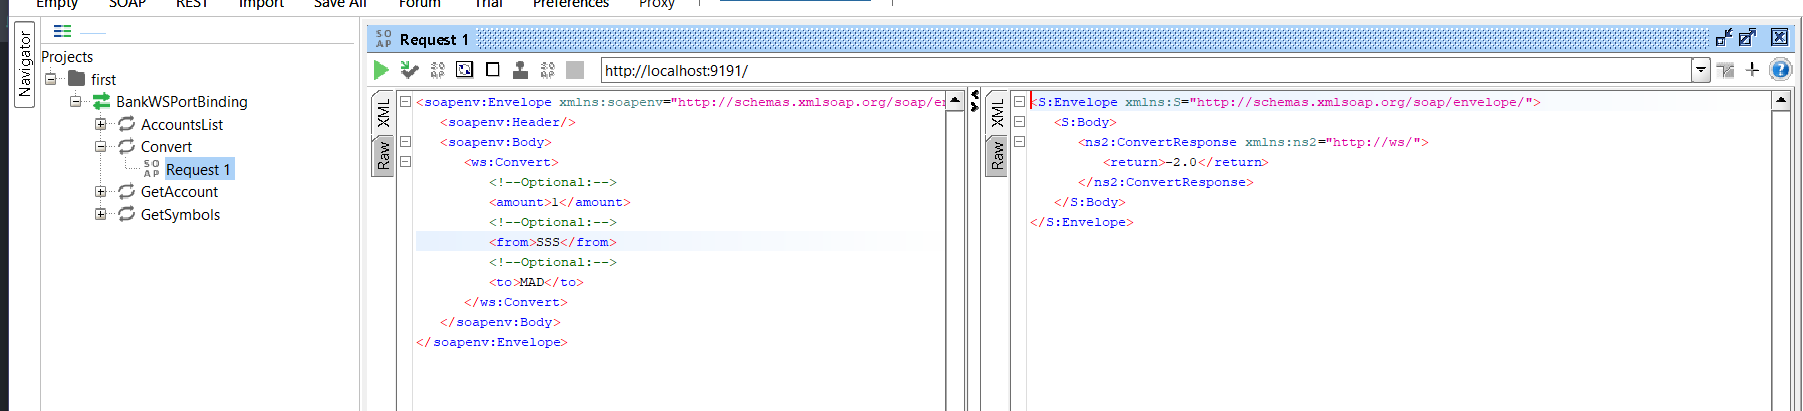 Empty SOAP REST Import Save All Forum Trial Preferences Proxy
Navigator
Projects
first
BankWSPortBinding
AccountsList
Convert
SOAP Request 1
GetAccount
GetSymbols
SOAP Request 1
http://localhost:9191/
XML
Raw
<soapenv:Envelope xmlns:soapenv="http://schemas.xmlsoap.org/soap/en
<soapenv:Header/>
<soapenv:Body>
<ws:Convert>
<!--Optional:-->
<amount>1</amount>
<!--Optional:-->
<from>SSS</from>
<!--Optional:-->
<to>MAD</to>
</ws:Convert>
</soapenv:Body>
</soapenv:Envelope>
XML
Raw
<S:Envelope xmlns:S="http://schemas.xmlsoap.org/soap/envelope/">
<S:Body>
<ns2:ConvertResponse xmlns:ns2="http://ws/">
<return>-2.0</return>
</ns2:ConvertResponse>
</S:Body>
</S:Envelope>